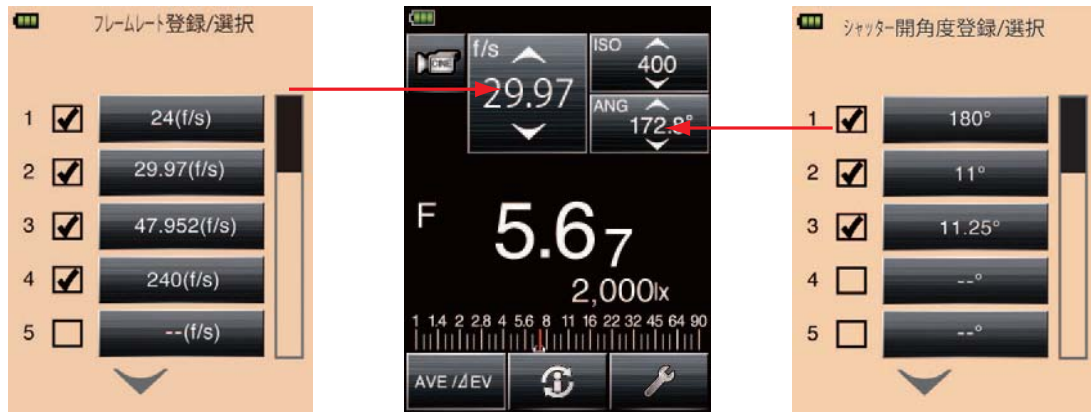 フレームレート登録/選択
1 24(f/s)
2 29.97(f/s)
3 47.952(f/s)
4 240(f/s)
5 --(f/s)
CINE
f/s
29.97
ISO
400
ANG
172.8°
F 5.6 7
2,000lx
1 1.4 2 2.8 4 5.6 8 11 16 22 32 45 64 90
AVE/⊿EV
シャッター開角度登録/選択
1 180°
2 11°
3 11.25°
4 --°
5 --°